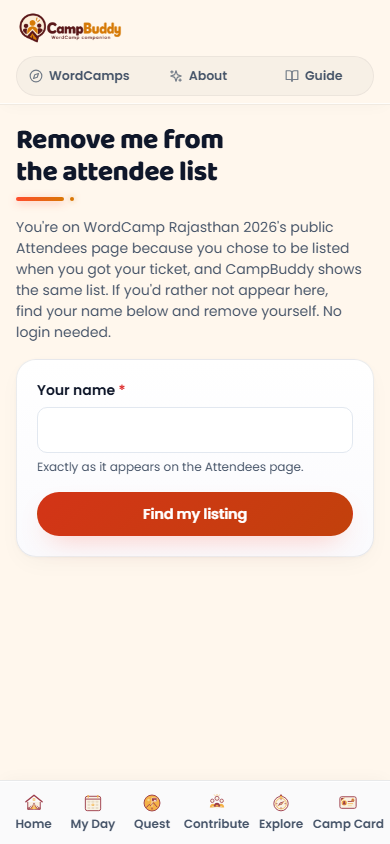 CampBuddy
WordCamp companion
WordCamps
About
Guide
Remove me from
the attendee list
You're on WordCamp Rajasthan 2026's public
Attendees page because you chose to be listed
when you got your ticket, and CampBuddy shows
the same list. If you'd rather not appear here,
find your name below and remove yourself. No
login needed.
Your name *
Exactly as it appears on the Attendees page.
Find my listing
Home
My Day
Quest
Contribute
Explore
Camp Card